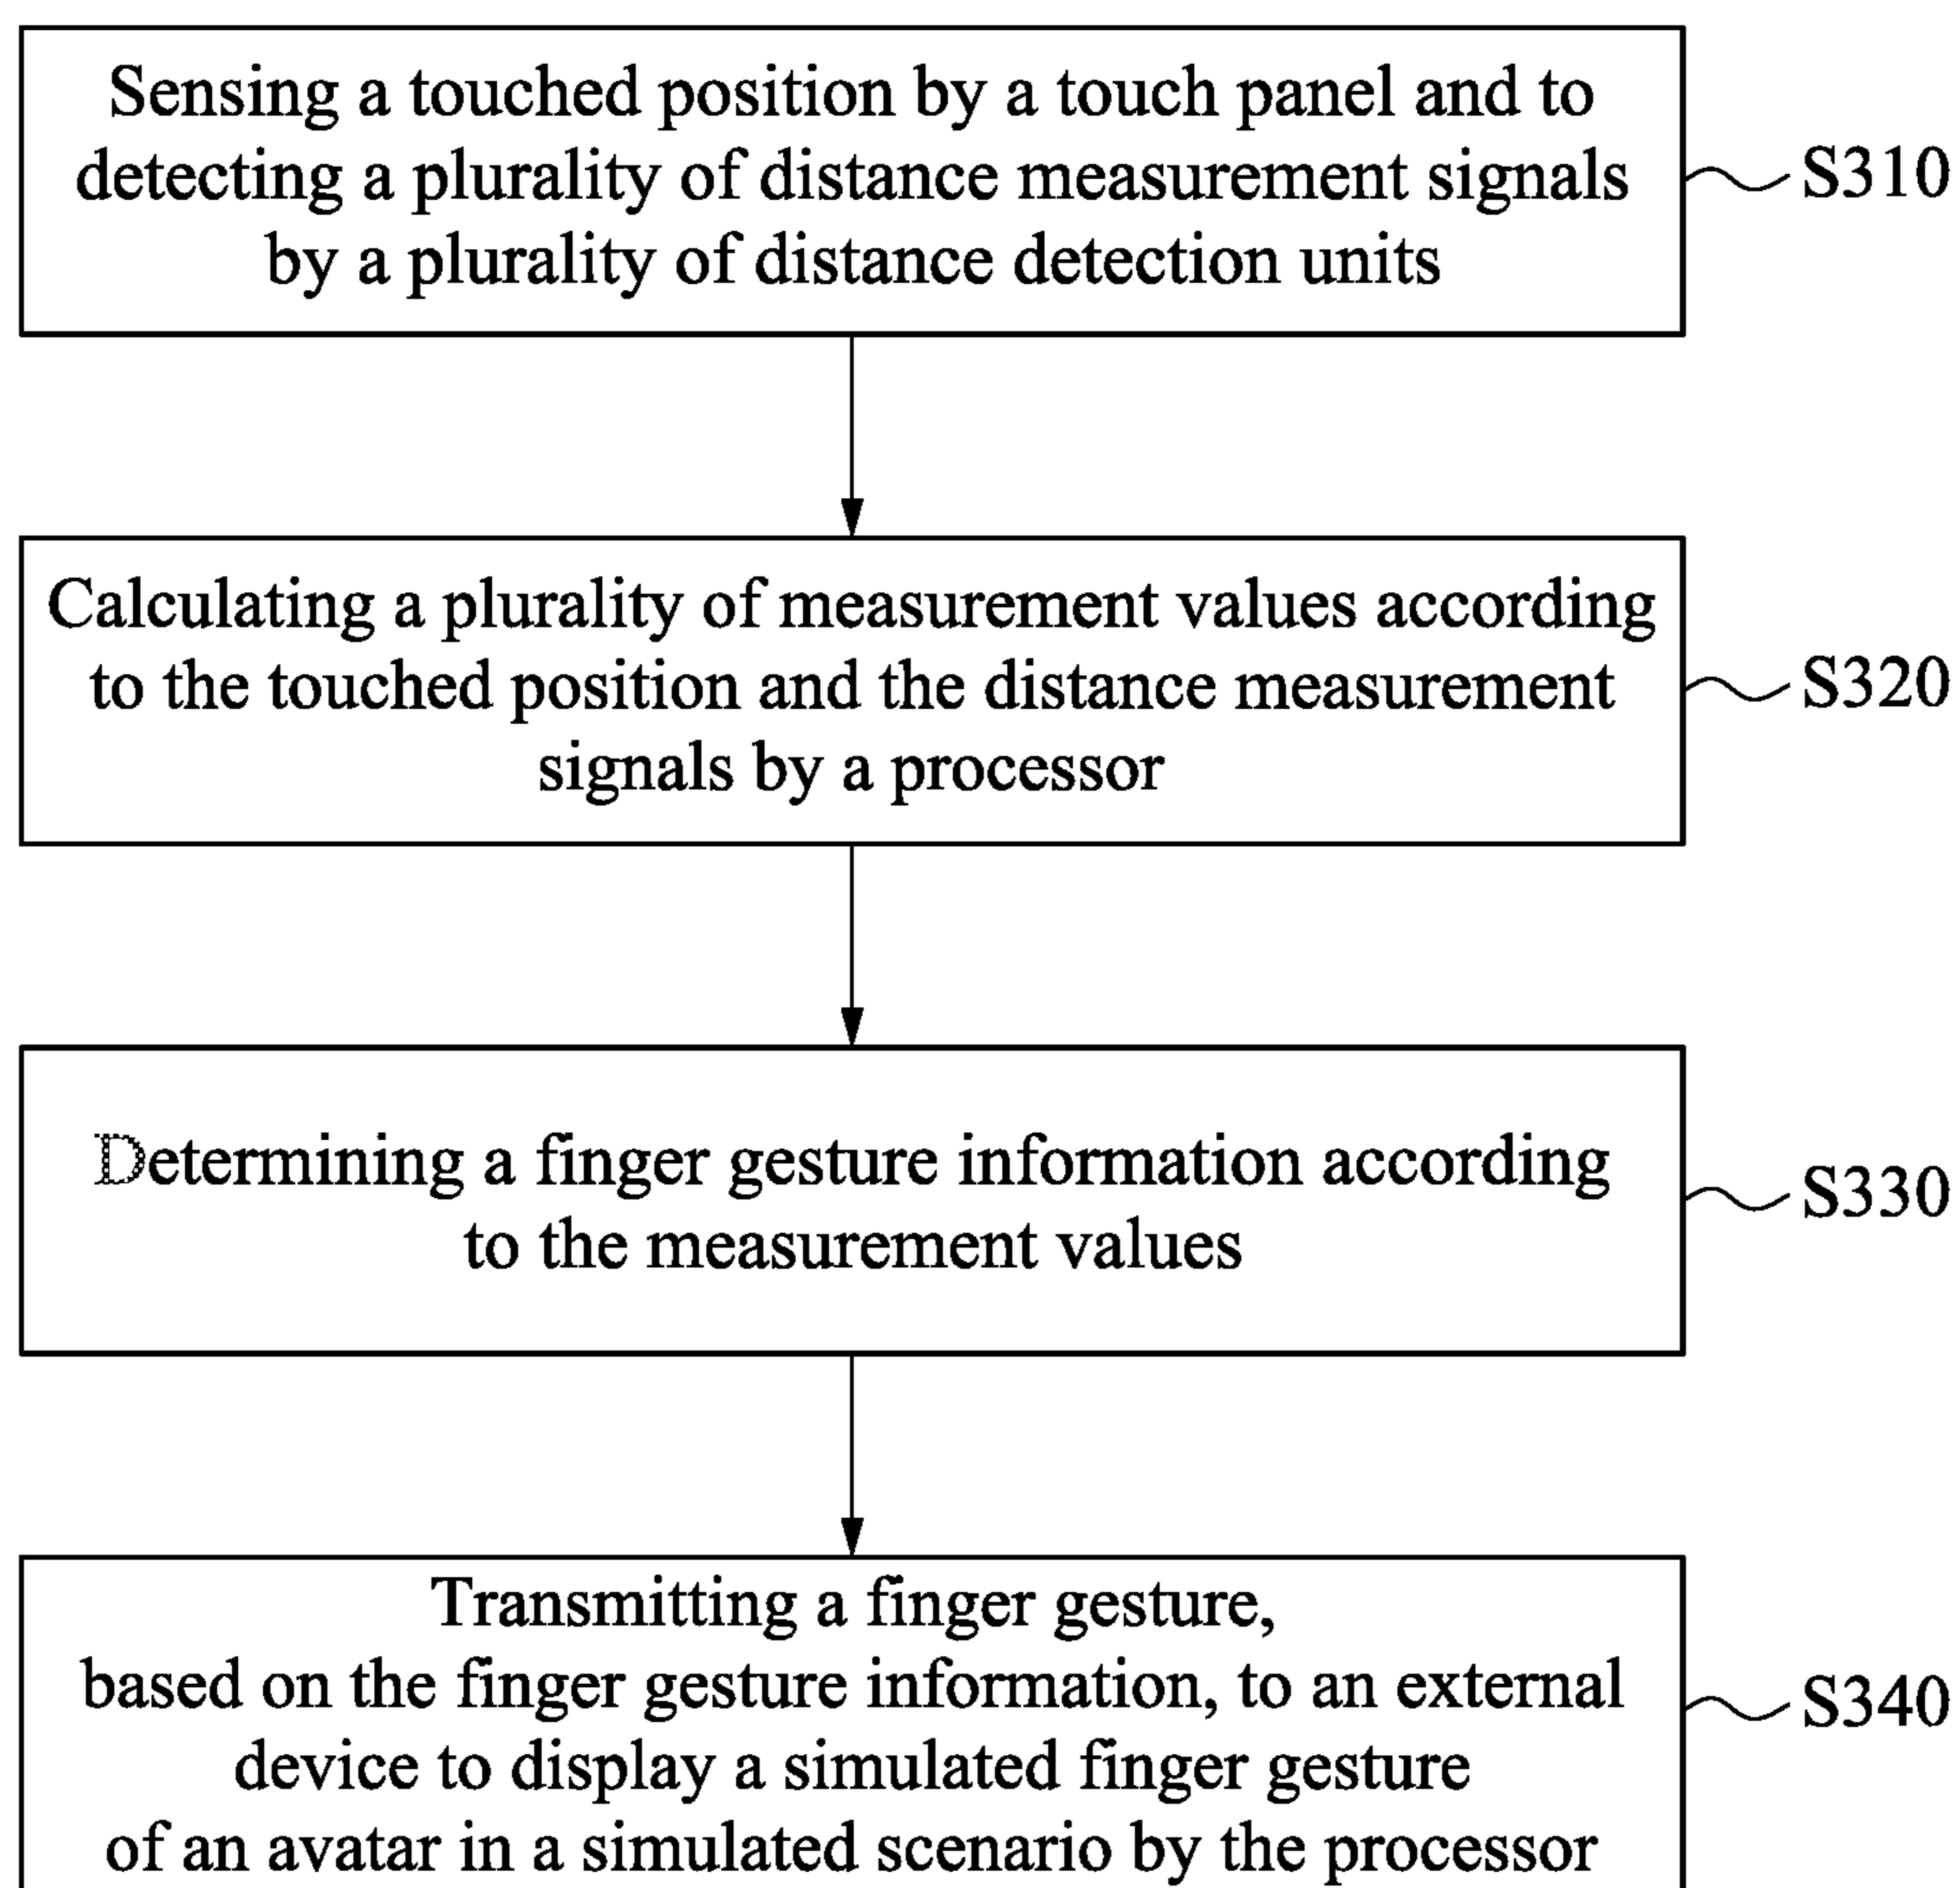 Sensing a touched position by a touch panel and to
detecting a plurality of distance measurement signals
by a plurality of distance detection units
S310
Calculating a plurality of measurement values according
to the touched position and the distance measurement
signals by a processor
S320
Determining a finger gesture information according
to the measurement values
S330
Transmitting a finger gesture,
based on the finger gesture information, to an external
device to display a simulated finger gesture
of an avatar in a simulated scenario by the processor
S340